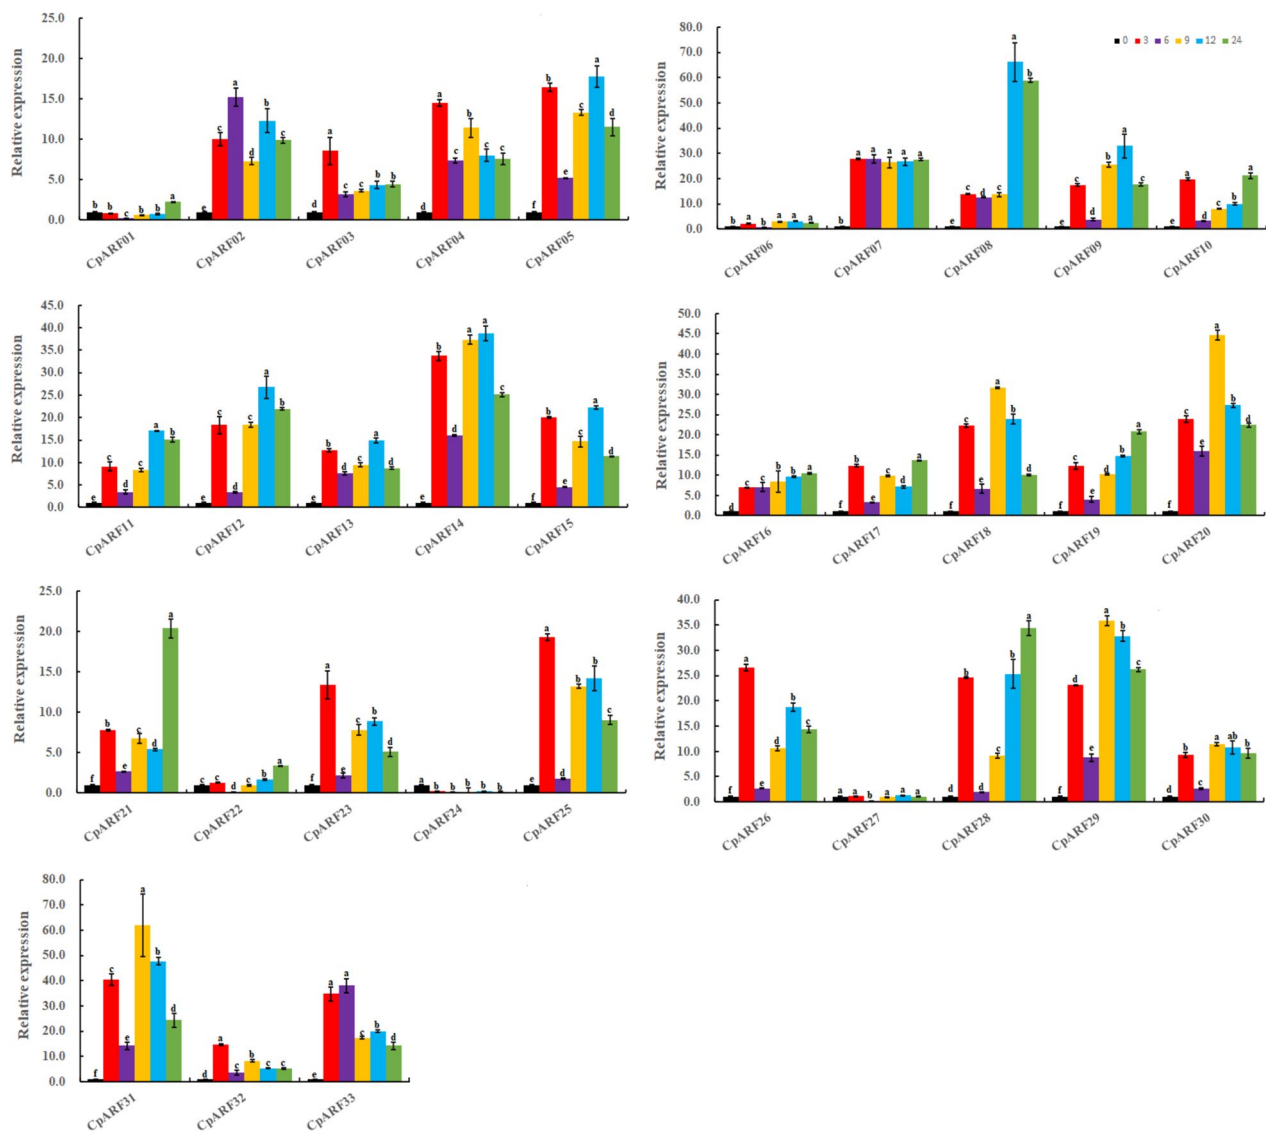 Relative expression
25.0
20.0
15.0
10.0
5.0
0.0
b b c b b a
e c a d b c
d a c c b b
d a c b c c
f b e c a d
CpARF01 CpARF02 CpARF03 CpARF04 CpARF05
Relative expression
80.0
70.0
60.0
50.0
40.0
30.0
20.0
10.0
0.0
0 3 6 9 12 24
b a b a a a
b a a a a a
e c d c a b
e c d b a c
e a d c b a
CpARF06 CpARF07 CpARF08 CpARF09 CpARF10
Relative expression
45.0
40.0
35.0
30.0
25.0
20.0
15.0
10.0
5.0
0.0
e c d c a b
e c d c a b
e b d c a d
e b d a a c
f b e c a d
CpARF11 CpARF12 CpARF13 CpARF14 CpARF15
Relative expression
50.0
45.0
40.0
35.0
30.0
25.0
20.0
15.0
10.0
5.0
0.0
d c c b b a
f b e c d a
f c e a b d
f c e d b a
f c e a b d
CpARF16 CpARF17 CpARF18 CpARF19 CpARF20
Relative expression
25.0
20.0
15.0
10.0
5.0
0.0
f b e c d a
c c d c b a
f a e c b d
a b b b b b
e a d b b c
CpARF21 CpARF22 CpARF23 CpARF24 CpARF25
Relative expression
40.0
35.0
30.0
25.0
20.0
15.0
10.0
5.0
0.0
f a e d b c
a a b a a a
d b d c b a
f d e a b c
d b c a ab b
CpARF26 CpARF27 CpARF28 CpARF29 CpARF30
Relative expression
80.0
70.0
60.0
50.0
40.0
30.0
20.0
10.0
0.0
f c e a b d
d a c b c c
e a a c b d
CpARF31 CpARF32 CpARF33